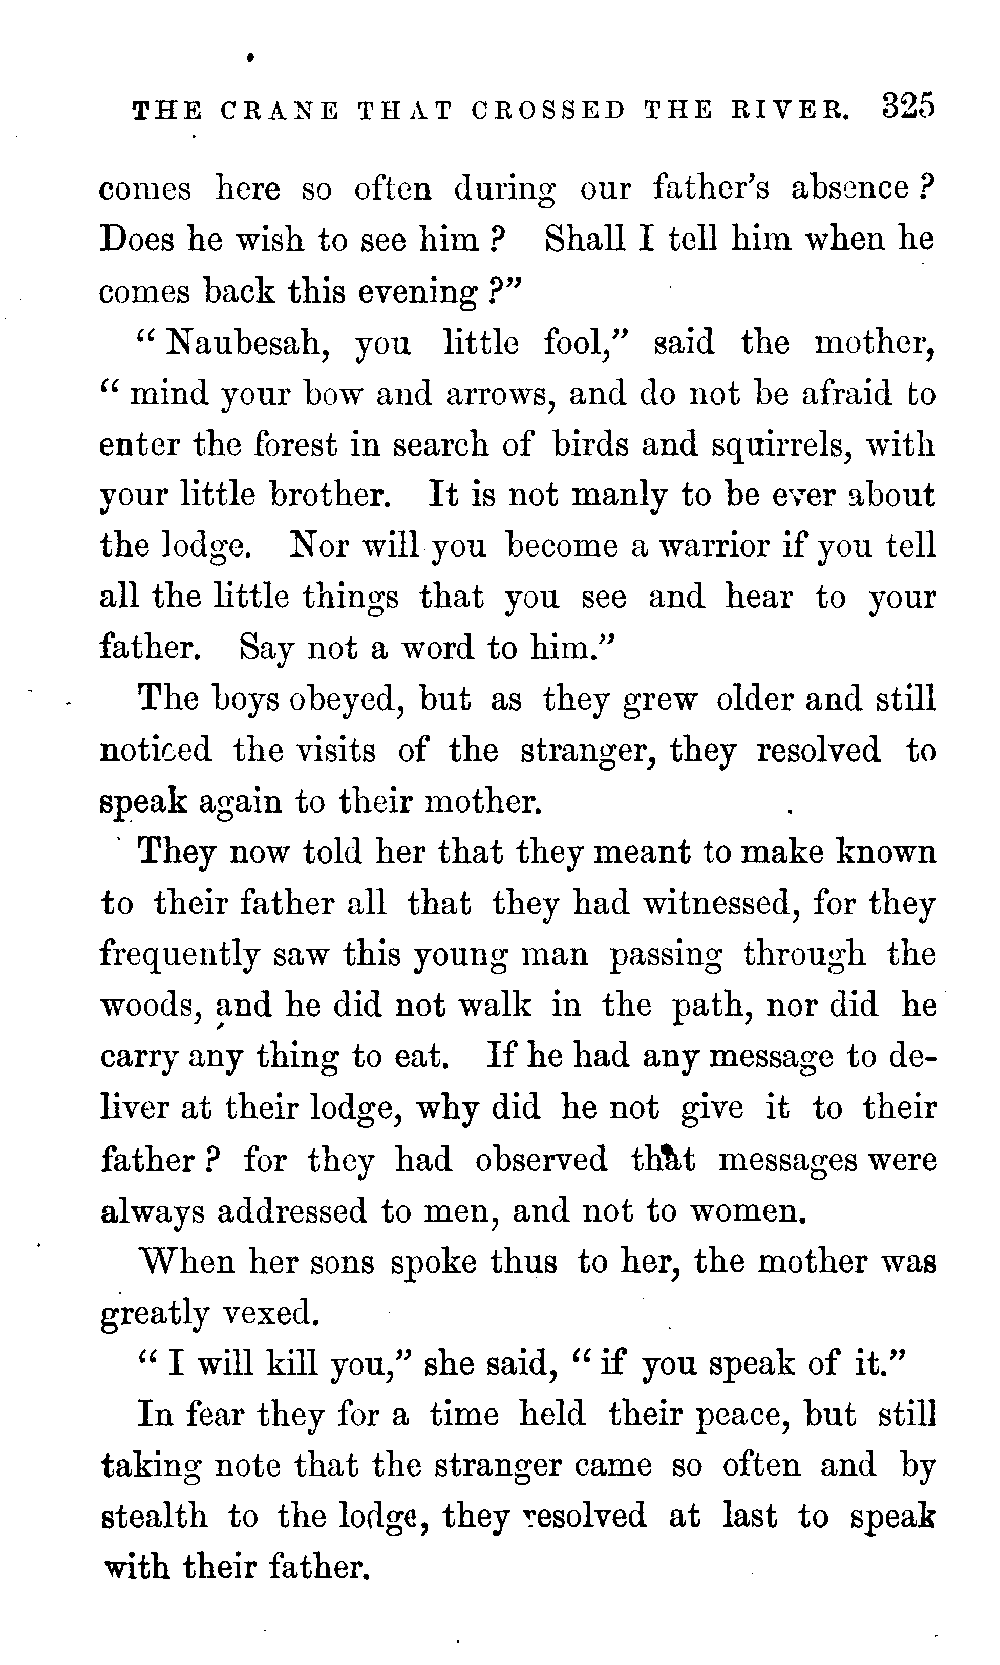 THE CRANE THAT CROSSED THE RIVER. 325
comes here so often during our father's absence ?
Does he wish to see him ? Shall I tell him when he
comes back this evening ?"
" Naubesah, you little fool," said the mother,
" mind your bow and arrows, and do not be afraid to
enter the forest in search of birds and squirrels, with
your little brother. It is not manly to be ever about
the lodge. Nor will you become a warrior if you tell
all the little things that you see and hear to your
father. Say not a word to him."
The boys obeyed, but as they grew older and still
noticed the visits of the stranger, they resolved to
speak again to their mother.
They now told her that they meant to make known
to their father all that they had witnessed, for they
frequently saw this young man passing through the
woods, and he did not walk in the path, nor did he
carry any thing to eat. If he had any message to de-
liver at their lodge, why did he not give it to their
father ? for they had observed that messages were
always addressed to men, and not to women.
When her sons spoke thus to her, the mother was
greatly vexed.
" I will kill you," she said, " if you speak of it."
In fear they for a time held their peace, but still
taking note that the stranger came so often and by
stealth to the lodge, they resolved at last to speak
with their father.